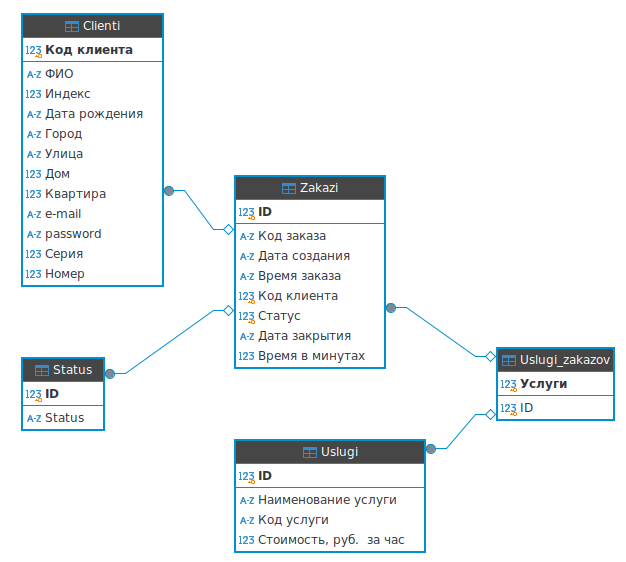 Clienti
123 Код клиента
A-Z ФИО
123 Индекс
A-Z Дата рождения
A-Z Город
A-Z Улица
123 Дом
123 Квартира
A-Z e-mail
A-Z password
123 Серия
123 Номер
Zakazi
123 ID
A-Z Код заказа
A-Z Дата создания
A-Z Время заказа
123 Код клиента
123 Статус
A-Z Дата закрытия
123 Время в минутах
Status
123 ID
A-Z Status
Uslugi_zakazov
123 Услуги
123 ID
Uslugi
123 ID
A-Z Наименование услуги
A-Z Код услуги
123 Стоимость, руб. за час